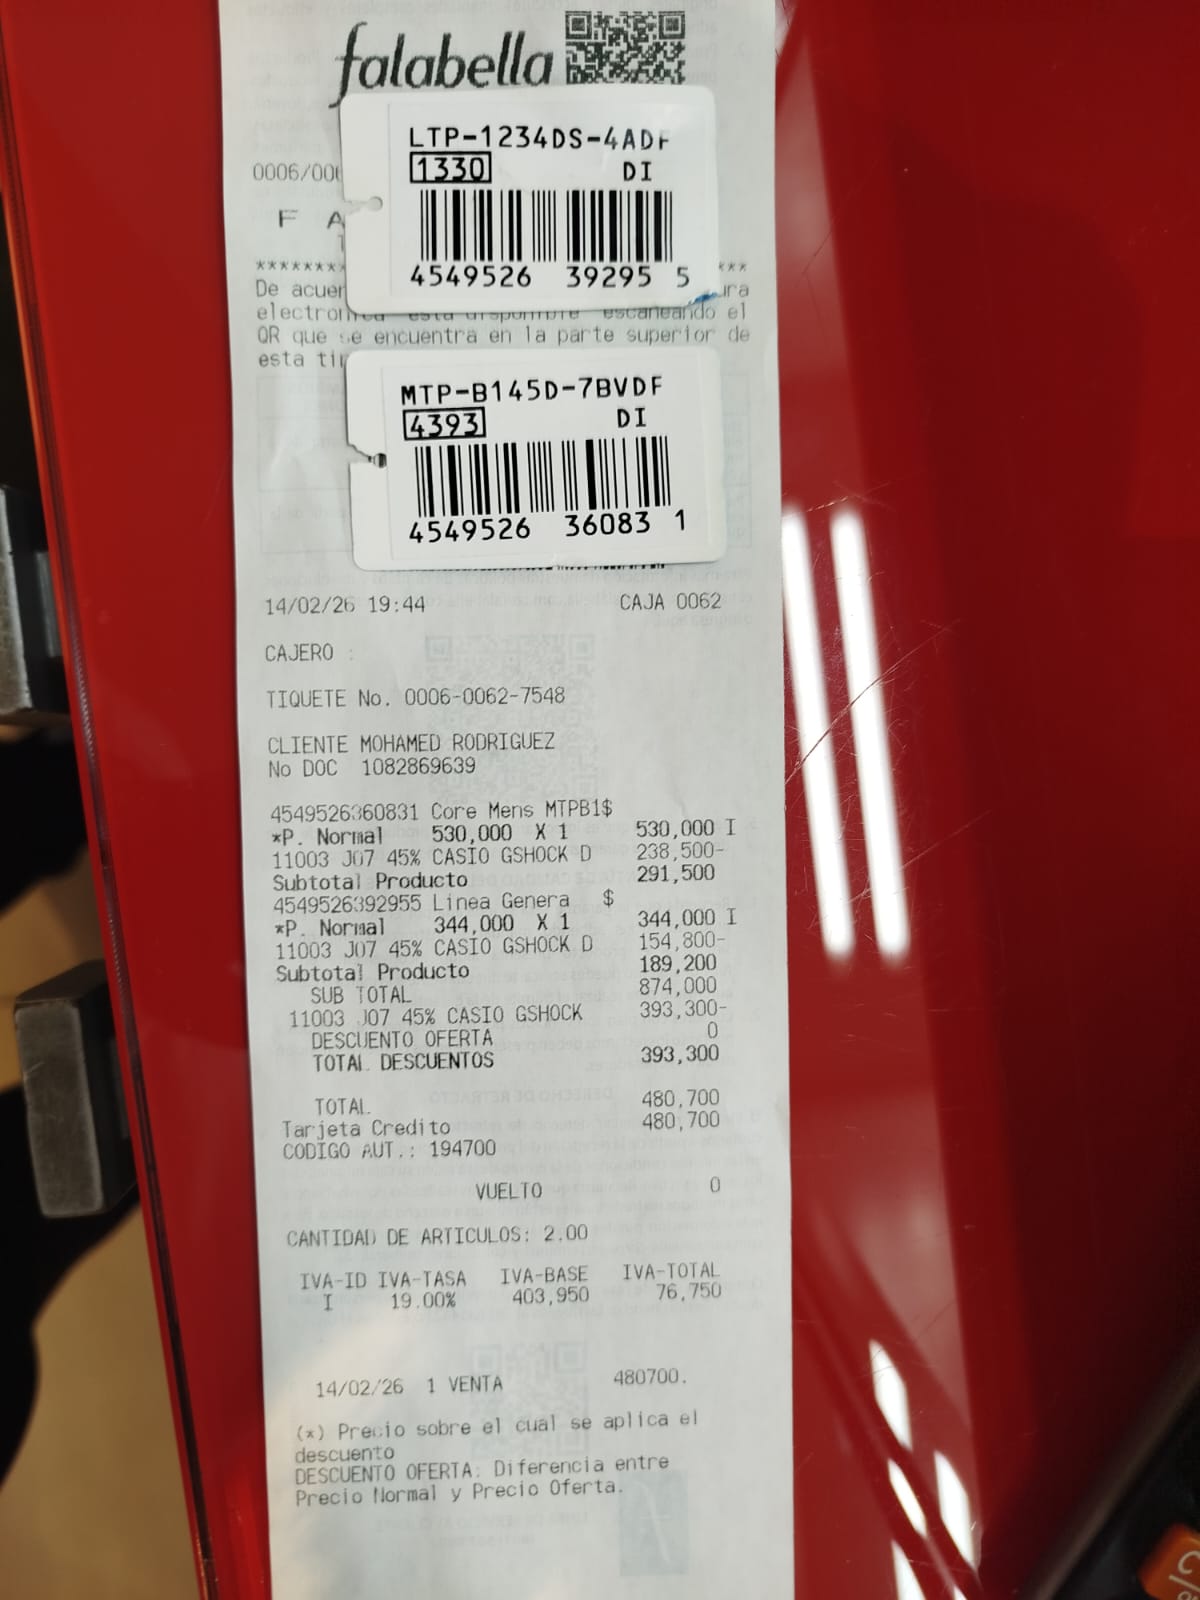 falabella
LTP-1234DS-4ADF
1330 DI
4549526 39295 5
0006/00
F A
********
***
De acuer
electron esta disponible escaneando el
QR que se encuentra en la parte superior de
esta
MTP-B145D-7BVDF
4393 DI
4549526 36083 1
14/02/26 19:44 CAJA 0062
CAJERO :
TIQUETE No. 0006-0062-7548
CLIENTE MOHAMED RODRIGUEZ
No DOC 1082869639
4549526360831 Core Mens MTPB1$
*P. Normal 530,000 X 1 530,000 I
11003 J07 45% CASIO GSHOCK D 238,500-
Subtotal Producto 291,500
4549526392955 Linea Genera $
*P. Normal 344,000 X 1 344,000 I
11003 J07 45% CASIO GSHOCK D 154,800-
Subtotal Producto 189,200
SUB TOTAL 874,000
11003 J07 45% CASIO GSHOCK 393,300-
DESCUENTO OFERTA 0
TOTAL DESCUENTOS 393,300
TOTAL 480,700
Tarjeta Credito 480,700
CODIGO AUT.: 194700
VUELTO 0
CANTIDAD DE ARTICULOS: 2.00
IVA-ID IVA-TASA IVA-BASE IVA-TOTAL
I 19.00% 403,950 76,750
14/02/26 1 VENTA 480700.
(*) Precio sobre el cual se aplica el
descuento
DESCUENTO OFERTA: Diferencia entre
Precio Normal y Precio Oferta.